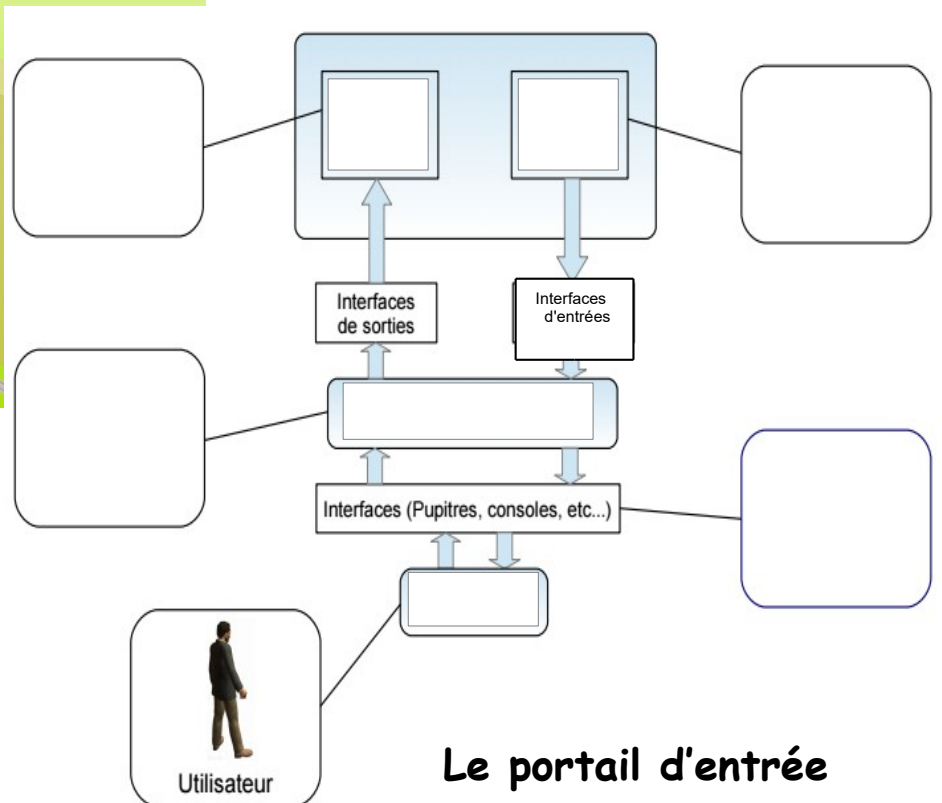 Interfaces
de sorties
Interfaces
d'entrées
Interfaces (Pupitres, consoles, etc...)
Utilisateur
Le portail d’entrée